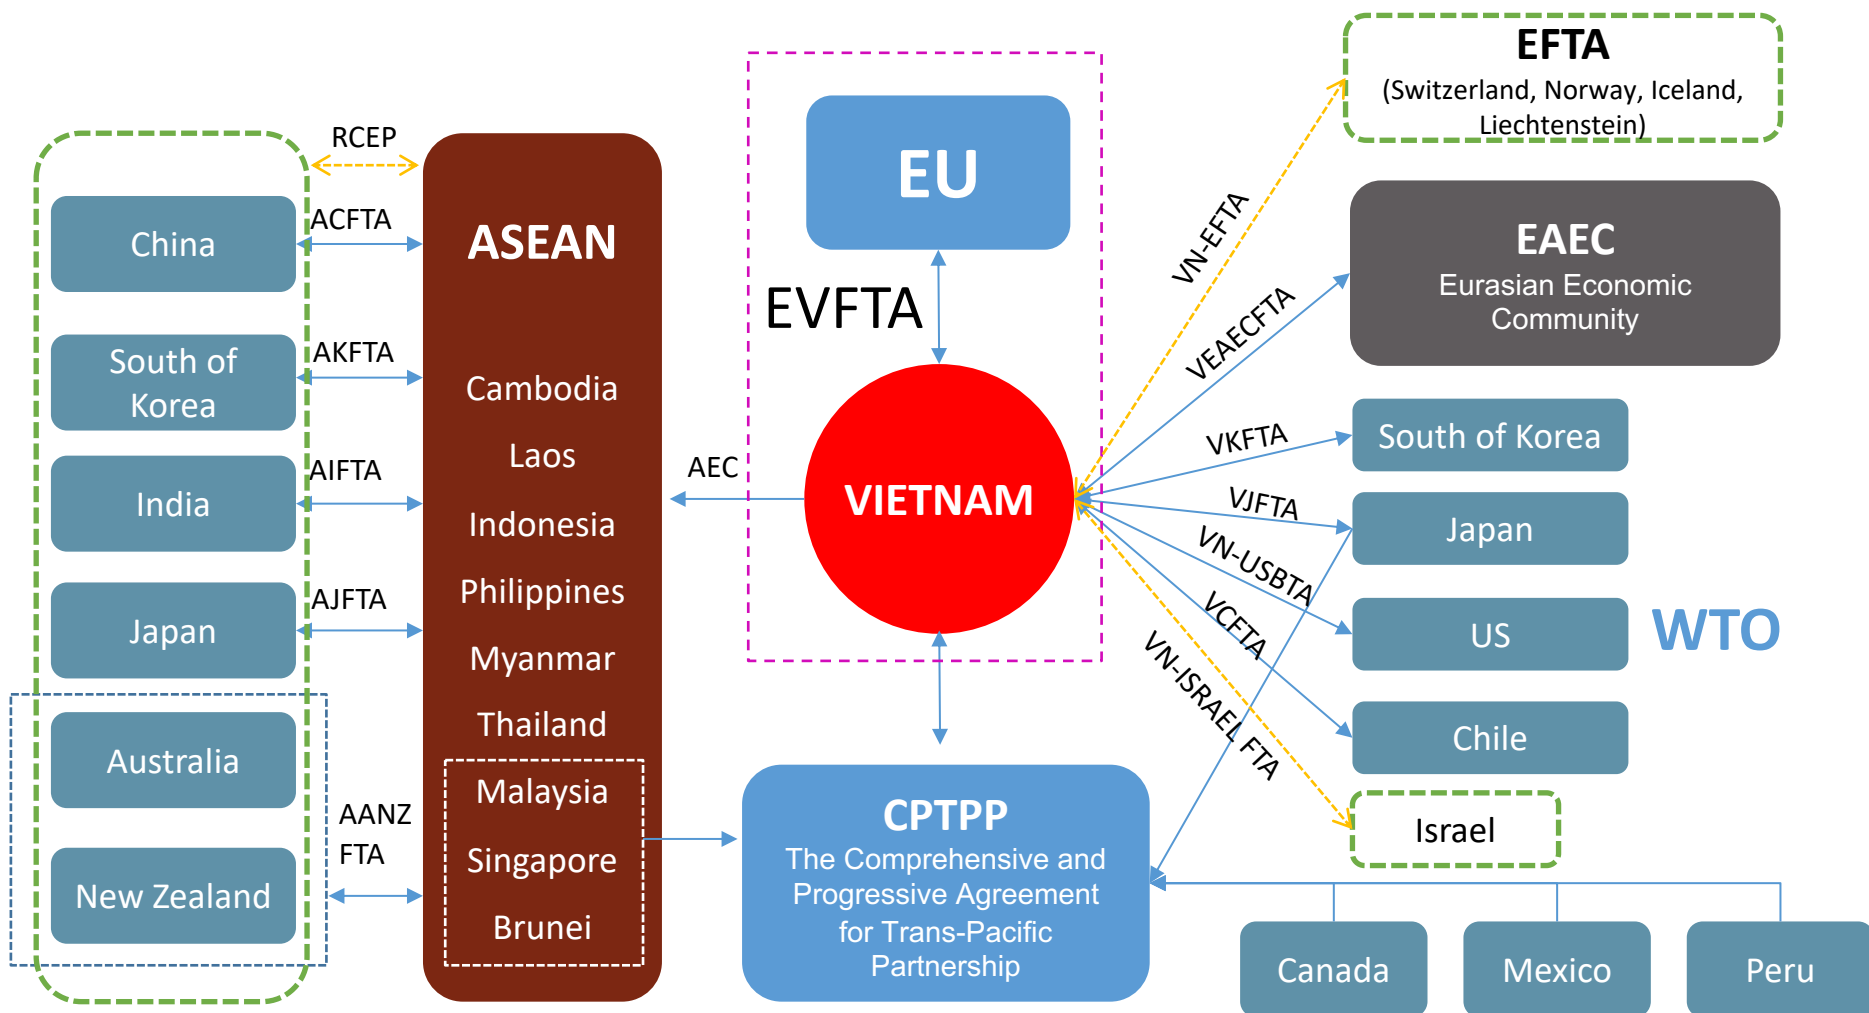 EFTA
(Switzerland, Norway, Iceland,
Liechtenstein)
EU
RCEP
ACFTA
China
ASEAN
VN-EFTA
EAEC
Eurasian Economic
Community
EVFTA
VEAECFTA
South of
Korea
AKFTA
Cambodia
VKFTA
South of Korea
Laos
AEC
AIFTA
India
VIETNAM
Indonesia
VJFTA
Japan
VN-USBTA
Philippines
AJFTA
Japan
VCFTA
US
WTO
Myanmar
VN-ISRAEL FTA
Thailand
Chile
Australia
Malaysia
AANZ
FTA
CPTPP
The Comprehensive and
Progressive Agreement
for Trans-Pacific
Partnership
Israel
Singapore
New Zealand
Brunei
Canada
Mexico
Peru